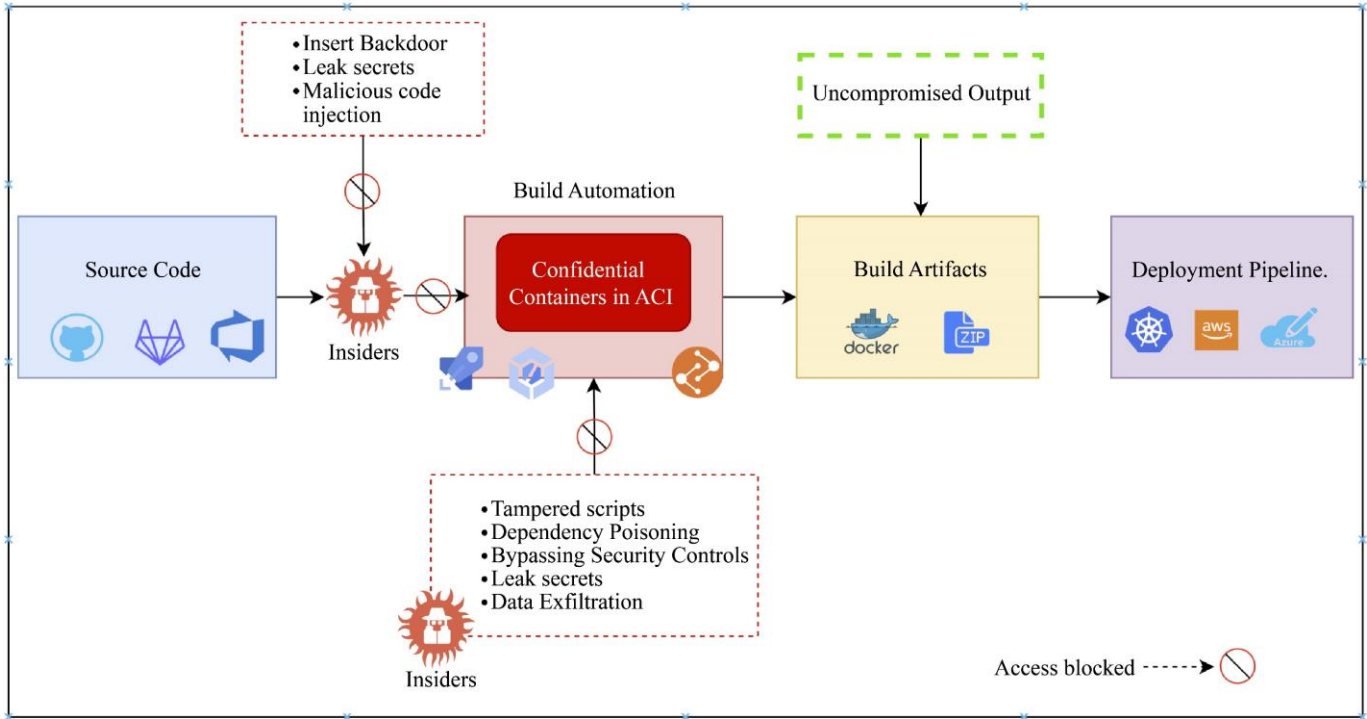 • Insert Backdoor
• Leak secrets
• Malicious code
injection
Uncompromised Output
Build Automation
Source Code
Insiders
Confidential
Containers in ACI
Build Artifacts
docker
ZIP
Deployment Pipeline.
aws
Azure
• Tampered scripts
• Dependency Poisoning
• Bypassing Security Controls
• Leak secrets
• Data Exfiltration
Insiders
Access blocked